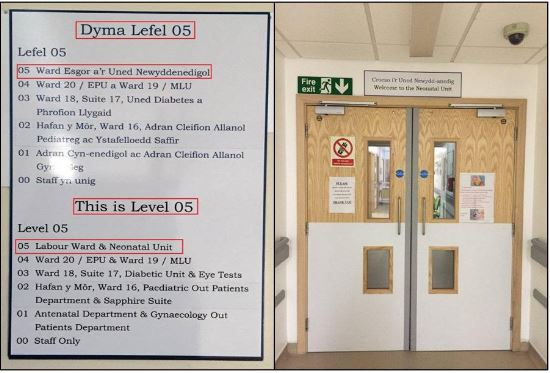 Dyma Lefel 05
Lefel 05
05 Ward Esgor a'r Uned Newyddenedigol
04 Ward 20 / EPU a Ward 19 / MLU
03 Ward 18, Suite 17, Uned Diabetes a
Phrofion Llygaid
02 Hafan y Môr, Ward 16, Adran Cleifion Allanol
Pediatreg ac Ystafelloedd Saffir
01 Adran Cyn-enedigol ac Adran Cleifion Allanol
00 Staff yn unig
This is Level 05
Level 05
05 Labour Ward & Neonatal Unit
04 Ward 20 / EPU & Ward 19 / MLU
03 Ward 18, Suite 17, Diabetic Unit & Eye Tests
02 Hafan y Môr, Ward 16, Paediatric Out Patients
Department & Sapphire Suite
01 Antenatal Department & Gynaecology Out
Patients Department
00 Staff Only
Fire
exit
Croeso i'r Uned Newydd-anedig
Welcome to the Neonatal Unit
PLEASE
THANK YOU